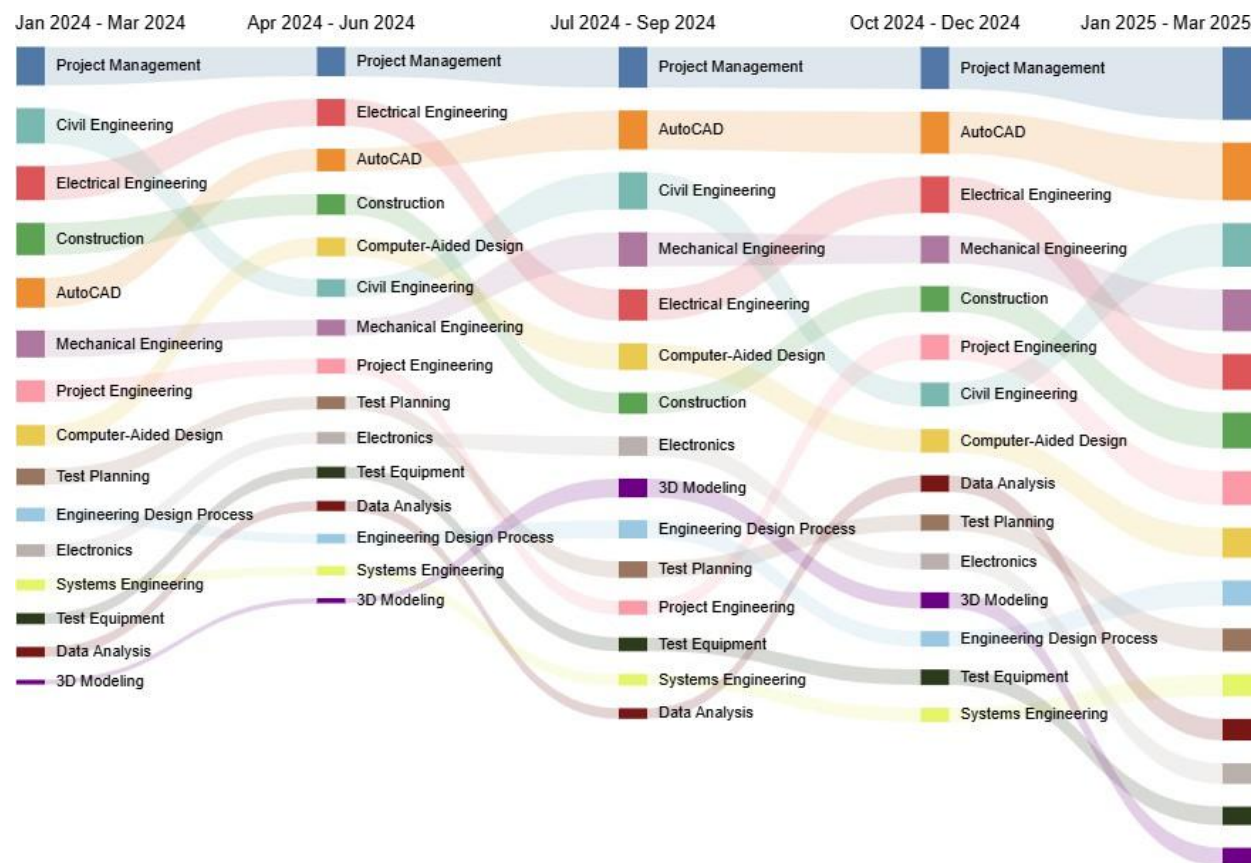 Jan 2024 - Mar 2024
Apr 2024 - Jun 2024
Jul 2024 - Sep 2024
Oct 2024 - Dec 2024
Jan 2025 - Mar 2025
Project Management
Civil Engineering
Electrical Engineering
Construction
AutoCAD
Mechanical Engineering
Project Engineering
Computer-Aided Design
Test Planning
Engineering Design Process
Electronics
Systems Engineering
Test Equipment
Data Analysis
3D Modeling
Project Management
Electrical Engineering
AutoCAD
Construction
Computer-Aided Design
Civil Engineering
Mechanical Engineering
Project Engineering
Test Planning
Electronics
Test Equipment
Data Analysis
Engineering Design Process
Systems Engineering
3D Modeling
Project Management
AutoCAD
Civil Engineering
Mechanical Engineering
Electrical Engineering
Computer-Aided Design
Construction
Electronics
3D Modeling
Engineering Design Process
Test Planning
Project Engineering
Test Equipment
Systems Engineering
Data Analysis
Project Management
AutoCAD
Electrical Engineering
Mechanical Engineering
Construction
Project Engineering
Civil Engineering
Computer-Aided Design
Data Analysis
Test Planning
Electronics
3D Modeling
Engineering Design Process
Test Equipment
Systems Engineering